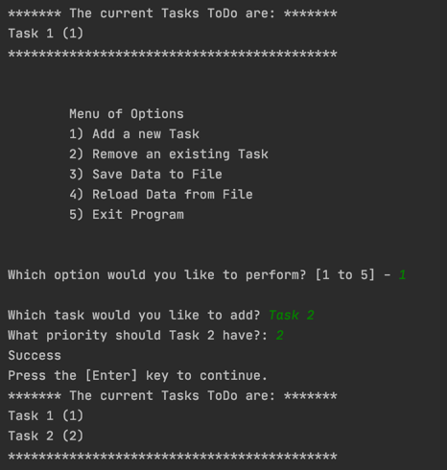 ******* The current Tasks ToDo are: *******
Task 1 (1)
*******************************************
Menu of Options
1) Add a new Task
2) Remove an existing Task
3) Save Data to File
4) Reload Data from File
5) Exit Program
Which option would you like to perform? [1 to 5] - 1
Which task would you like to add? Task 2
What priority should Task 2 have?: 2
Success
Press the [Enter] key to continue.
******* The current Tasks ToDo are: *******
Task 1 (1)
Task 2 (2)
*******************************************